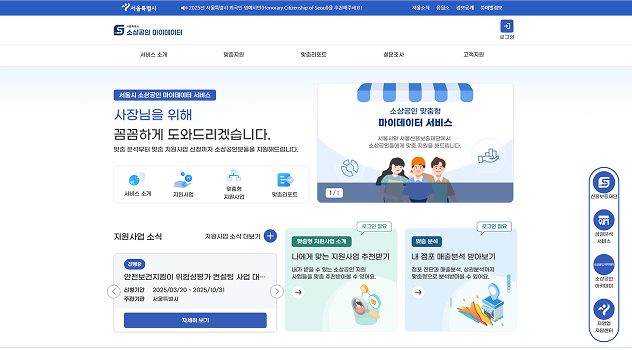 서울특별시
2025년 서울특별시 외국인 명예시민(Honorary Citizenship of Seoul)을 추천해주세요!
서울소식 응답소 정보공개 분야별정보
서울특별시
소상공인 마이데이터
로그인
서비스 소개 맞춤지원 맞춤리포트 설문조사 고객지원
서울시 소상공인 마이데이터 서비스
사장님을 위해
꼼꼼하게 도와드리겠습니다.
맞춤 분석부터 맞춤 지원사업 신청까지 소상공인분들을 지원해드립니다.
서비스 소개
지원사업
맞춤형
지원사업
맞춤리포트
소상공인 맞춤형
마이데이터 서비스
서울시와 서울신용보증재단에서
소상공인들에게 맞춤 지원을 해드립니다.
1 / 1
신용보증재단
상권분석
서비스
소상공인
아카데미
자영업
지원센터
지원사업 소식
지원사업 소식 더보기
진행중
안전보건지킴이 위험성평가 컨설팅 사업 대…
신청기간 2025/03/20 ~ 2025/10/31
주관기관 서울특별시
자세히 보기
로그인 필요
맞춤형 지원사업 소개
나에게 맞는 지원사업 추천받기
내가 받을 수 있는 소상공인 지원
사업들을 맞춤 추천받아볼 수 있어요.
로그인 필요
맞춤 분석
내 점포 매출분석 받아보기
점포 진단과 매출분석, 상권분석까지
맞춤형으로 분석받아볼 수 있어요.